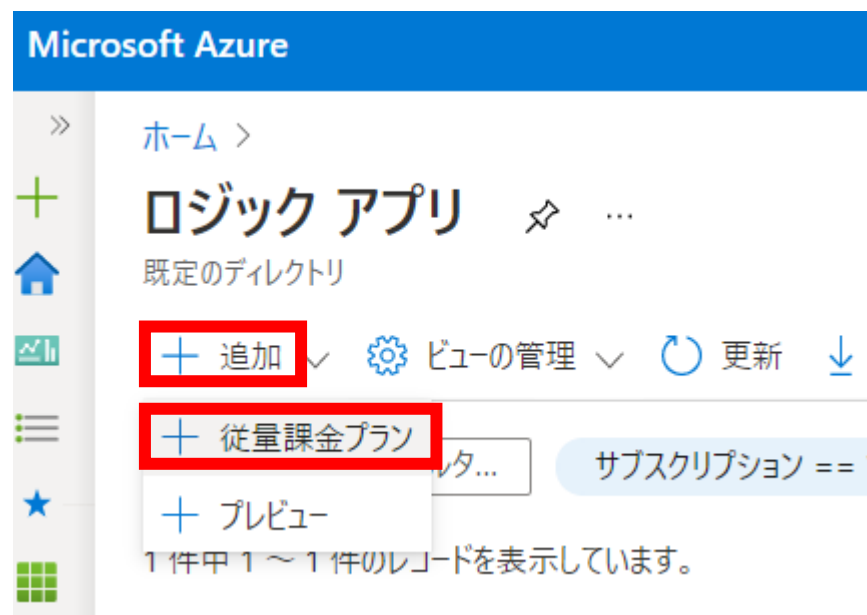 Microsoft Azure
ホーム >
ロジック アプリ
既定のディレクトリ
追加 ビューの管理 更新
従量課金プラン
ルタ... サブスクリプション ==
プレビュー
1 件中 1 ～ 1 件のレコードを表示しています。